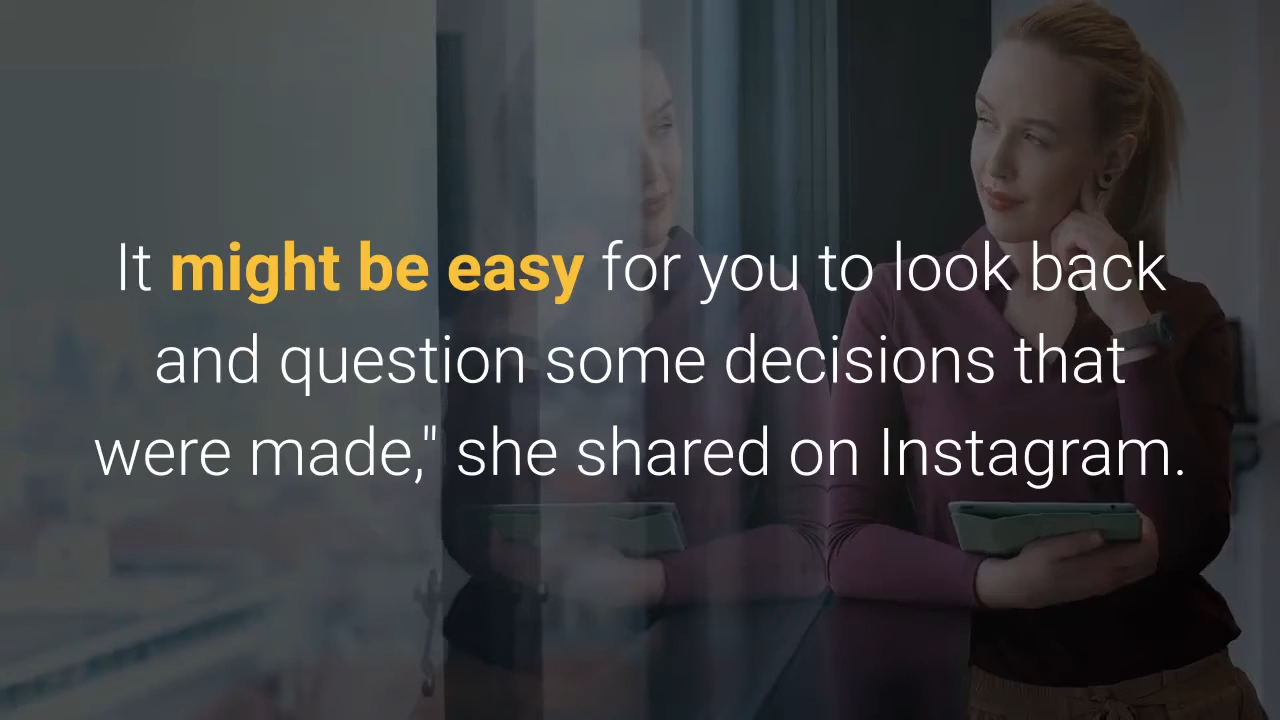 It might be easy for you to look back
and question some decisions that
were made," she shared on Instagram.